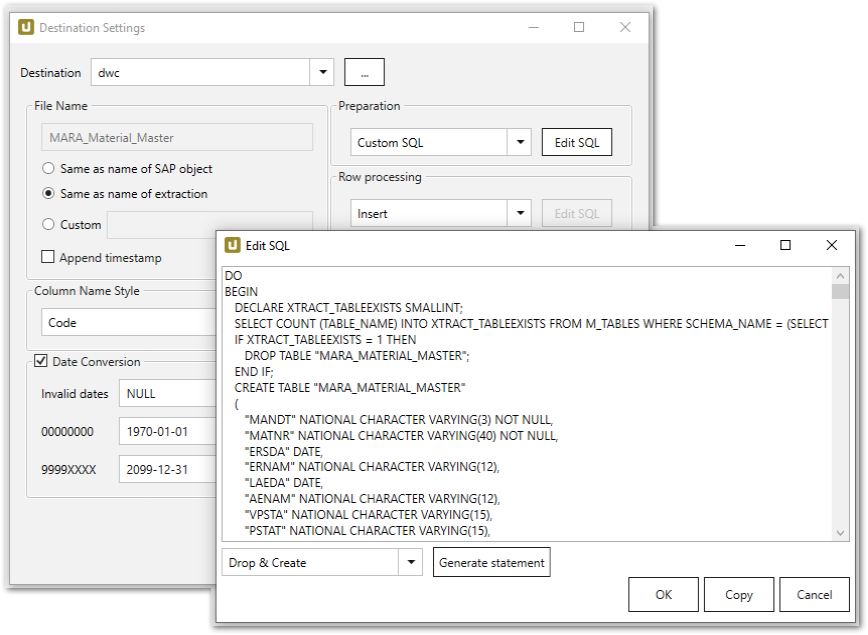 Destination Settings
Destination
dwc
...
File Name
MARA_Material_Master
Same as name of SAP object
Same as name of extraction
Custom
Append timestamp
Column Name Style
Code
Date Conversion
Invalid dates
NULL
00000000
1970-01-01
9999XXXX
2099-12-31
Preparation
Custom SQL
Edit SQL
Row processing
Insert
Edit SQL
Edit SQL
DO
BEGIN
DECLARE XTRACT_TABLEEXISTS SMALLINT;
SELECT COUNT (TABLE_NAME) INTO XTRACT_TABLEEXISTS FROM M_TABLES WHERE SCHEMA_NAME = (SELECT
IF XTRACT_TABLEEXISTS = 1 THEN
DROP TABLE "MARA_MATERIAL_MASTER";
END IF;
CREATE TABLE "MARA_MATERIAL_MASTER"
(
"MANDT" NATIONAL CHARACTER VARYING(3) NOT NULL,
"MATNR" NATIONAL CHARACTER VARYING(40) NOT NULL,
"ERSDA" DATE,
"ERNAM" NATIONAL CHARACTER VARYING(12),
"LAEDA" DATE,
"AENAM" NATIONAL CHARACTER VARYING(12),
"VPSTA" NATIONAL CHARACTER VARYING(15),
"PSTAT" NATIONAL CHARACTER VARYING(15),
Drop & Create
Generate statement
OK
Copy
Cancel